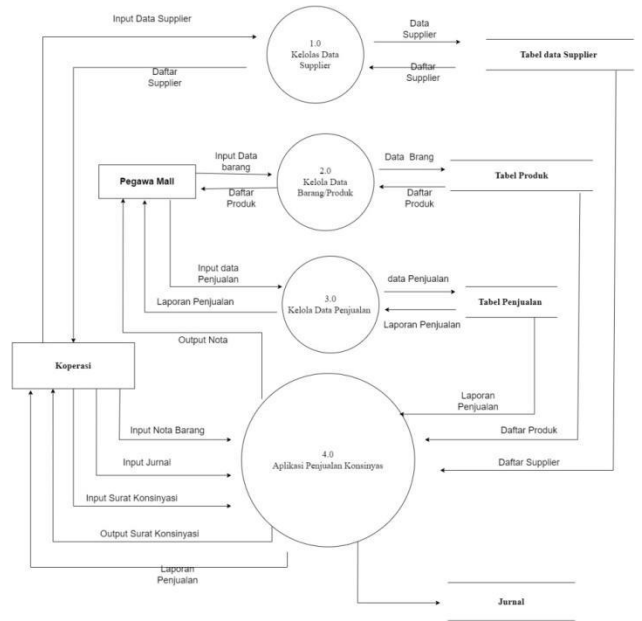 Input Data Supplier
Daftar
Supplier
1.0
Kelolas Data
Supplier
Data
Supplier
Daftar
Supplier
Tabel data Supplier
Pegawa Mall
Input Data
barang
Daftar
Produk
2.0
Kelola Data
Barang/Produk
Data Brang
Daftar
Produk
Tabel Produk
Input data
Penjualan
Laporan Penjualan
3.0
Kelola Data Penjualan
data Penjualan
Laporan Penjualan
Tabel Penjualan
Output Nota
Koperasi
Input Nota Barang
Input Jurnal
Input Surat Konsinyasi
Output Surat Konsinyasi
Laporan
Penjualan
4.0
Aplikasi Penjualan Konsinyas
Laporan
Penjualan
Daftar Produk
Daftar Supplier
Jurnal